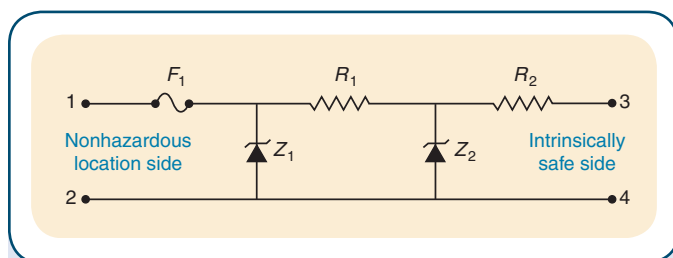 F1 R1 R2
1 3
Nonhazardous
location side
Z1 Z2
Intrinsically
safe side
2 4